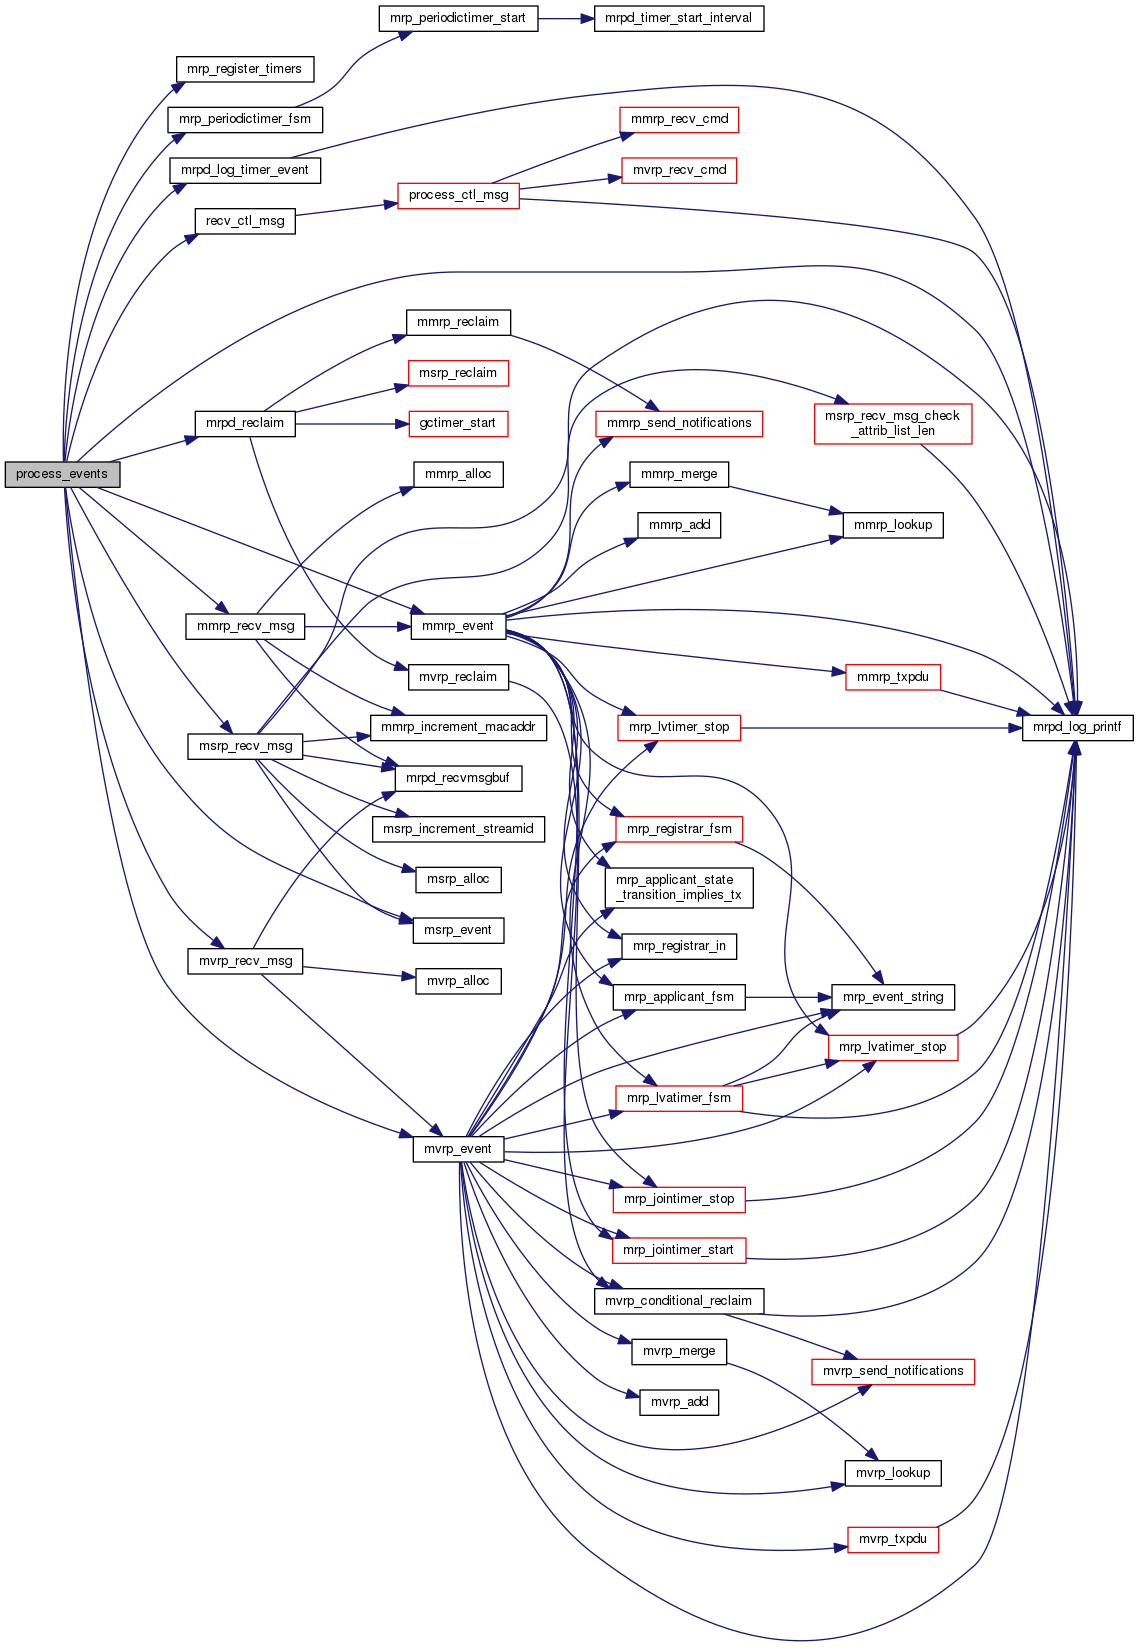 mrp_periodictimer_start
mrpd_timer_start_interval
mrp_register_timers
mrp_periodictimer_fsm
mmrp_recv_cmd
mrpd_log_timer_event
mvrp_recv_cmd
process_ctl_msg
recv_ctl_msg
mmrp_reclaim
msrp_reclaim
mrpd_reclaim
gctimer_start
mmrp_send_notifications
msrp_recv_msg_check
_attrib_list_len
process_events
mmrp_alloc
mmrp_merge
mmrp_add
mmrp_lookup
mmrp_recv_msg
mmrp_event
mvrp_reclaim
mmrp_txpdu
msrp_recv_msg
mmrp_increment_macaddr
mrp_lvtimer_stop
mrpd_log_printf
mrpd_recvmsgbuf
msrp_increment_streamid
mrp_registrar_fsm
msrp_alloc
mrp_applicant_state
_transition_implies_tx
msrp_event
mrp_registrar_in
mvrp_recv_msg
mvrp_alloc
mrp_applicant_fsm
mrp_event_string
mrp_lvatimer_stop
mrp_lvatimer_fsm
mvrp_event
mrp_jointimer_stop
mrp_jointimer_start
mvrp_conditional_reclaim
mvrp_merge
mvrp_send_notifications
mvrp_add
mvrp_lookup
mvrp_txpdu